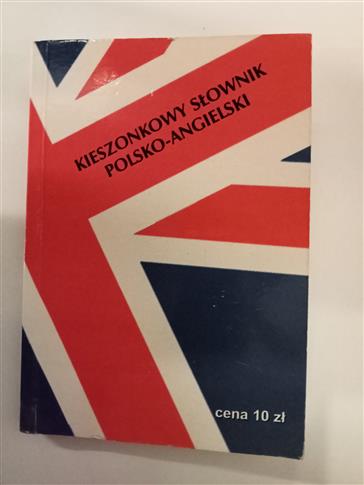 KIESZONKOWY SŁOWNIK
POLSKO-ANGIELSKI
cena 10 zł